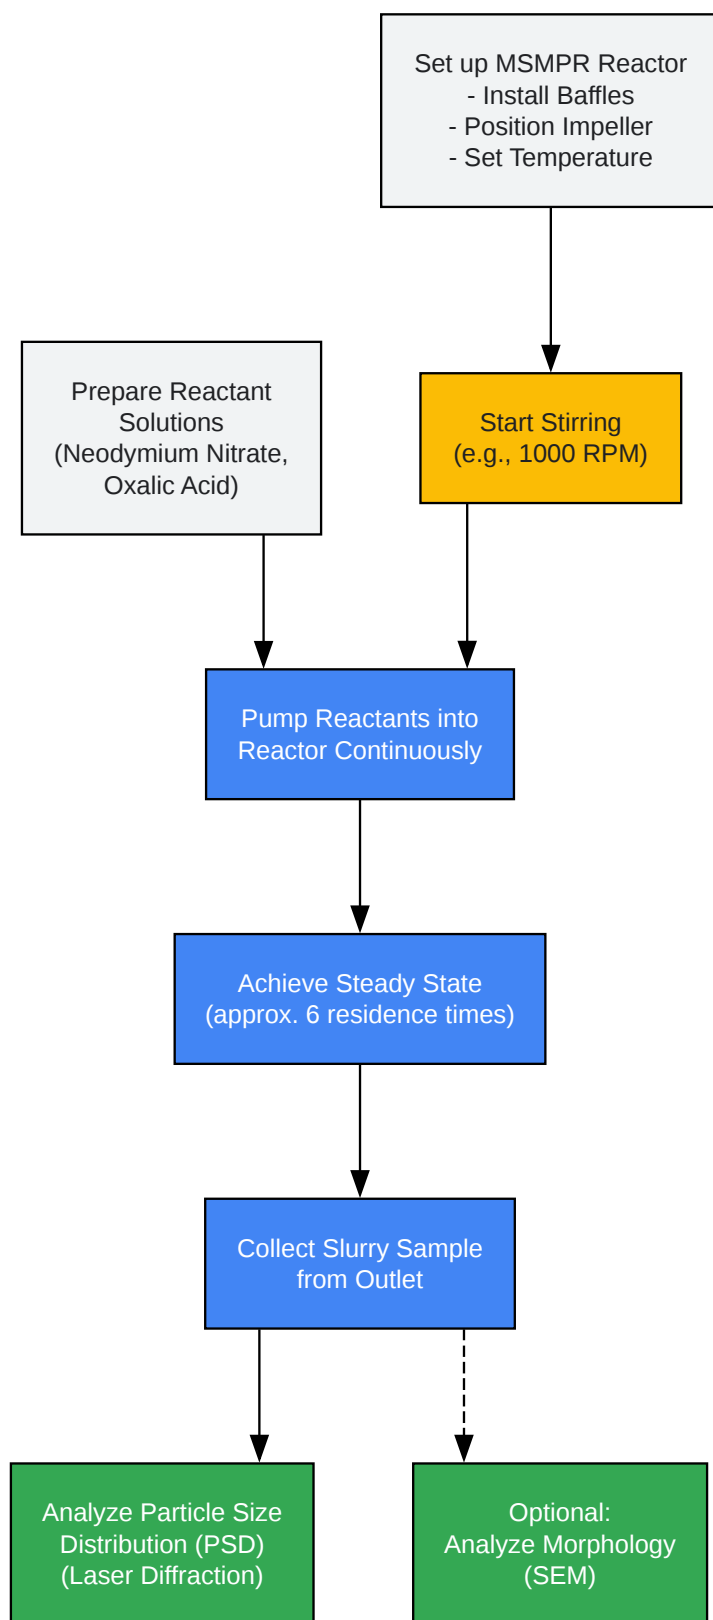 Set up MSMPR Reactor
- Install Baffles
- Position Impeller
- Set Temperature
Prepare Reactant
Solutions
(Neodymium Nitrate,
Oxalic Acid)
Start Stirring
(e.g., 1000 RPM)
Pump Reactants into
Reactor Continuously
Achieve Steady State
(approx. 6 residence times)
Collect Slurry Sample
from Outlet
Analyze Particle Size
Distribution (PSD)
(Laser Diffraction)
Optional:
Analyze Morphology
(SEM)